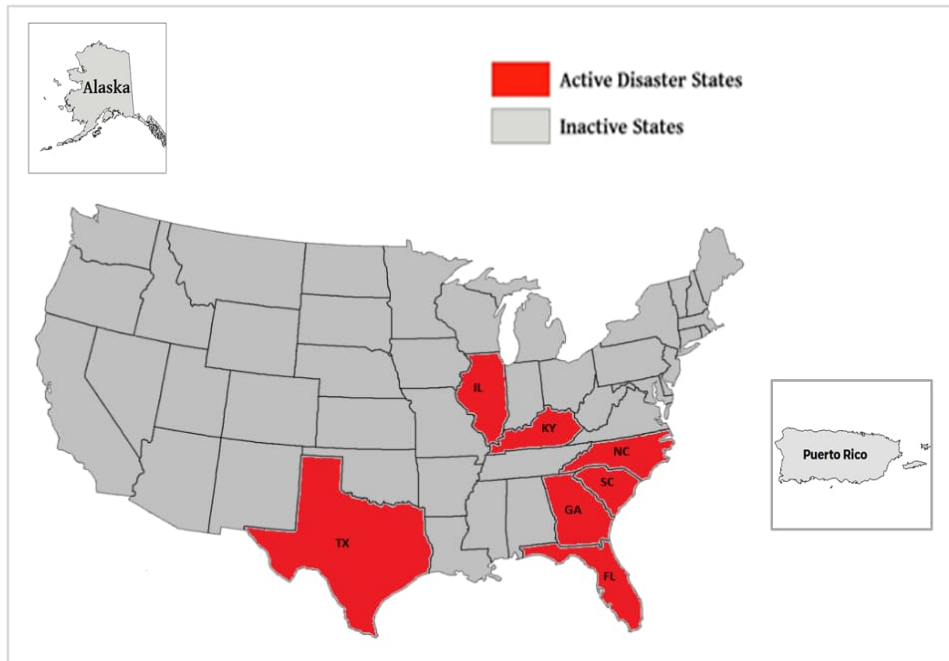 Alaska
Active Disaster States
Inactive States
IL
KY
NC
SC
GA
TX
FL
Puerto Rico